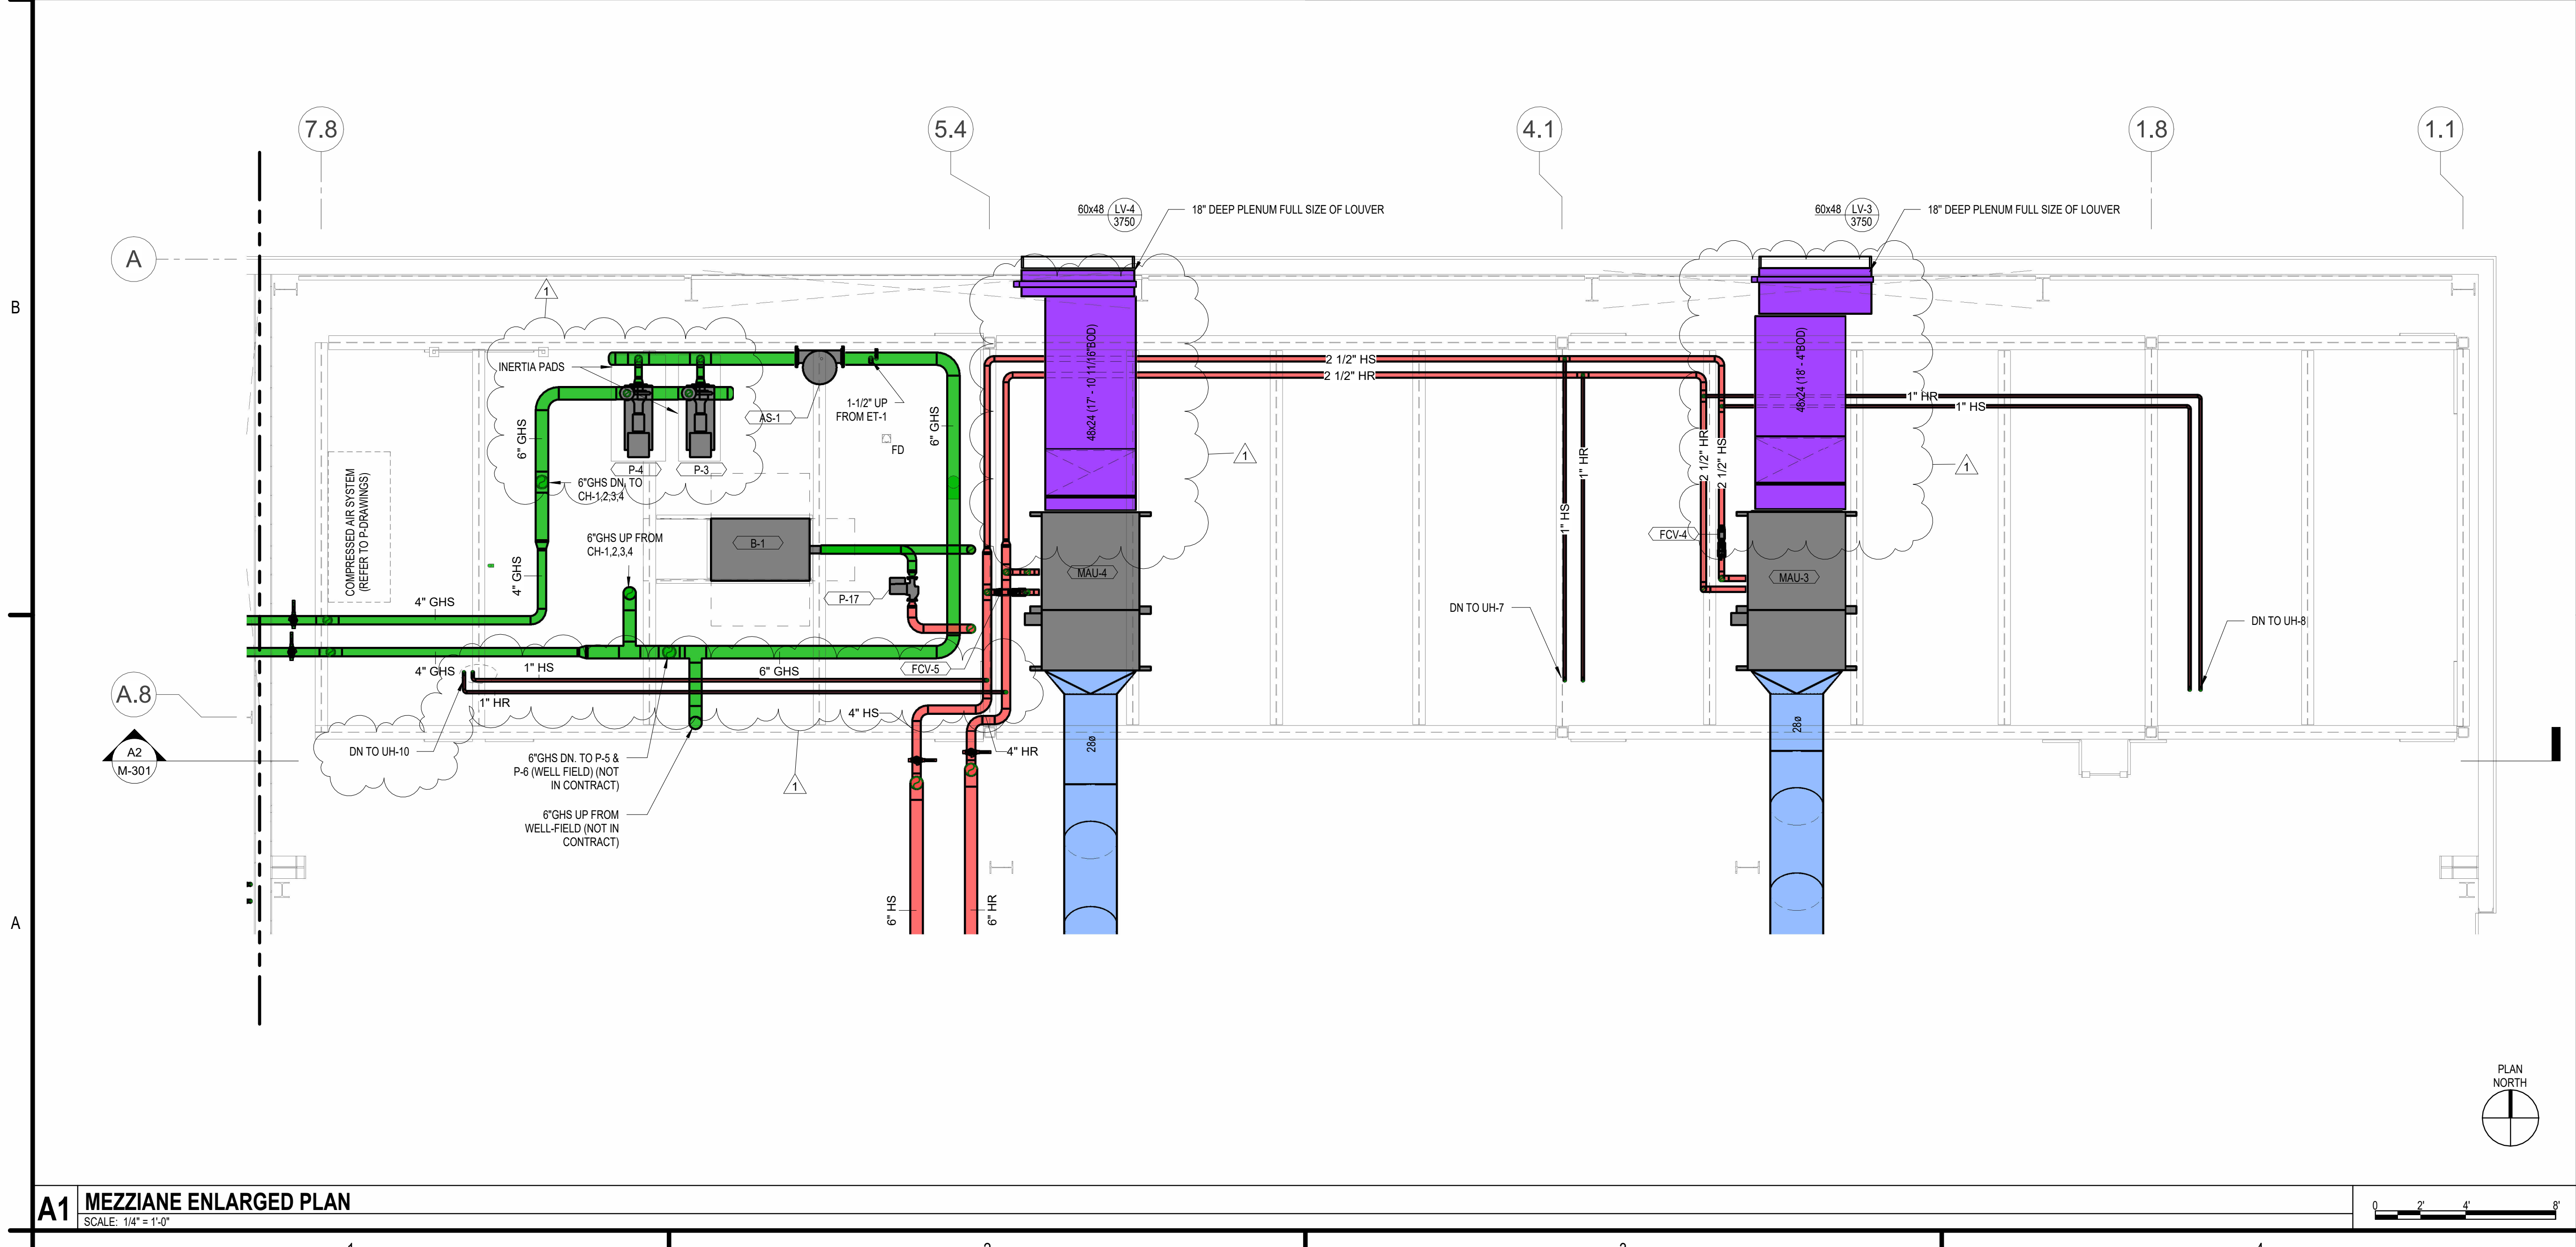 7.8
5.4
4.1
1.8
1.1
60x48
LV-4
3750
18" DEEP PLENUM FULL SIZE OF LOUVER
60x48
LV-3
3750
18" DEEP PLENUM FULL SIZE OF LOUVER
A
B
1
INERTIA PADS
AS-1
1-1/2" UP
FROM ET-1
6" GHS
6" GHS
FD
P-4
P-3
6"GHS DN. TO
CH-1,2,3,4
COMPRESSED AIR SYSTEM
(REFER TO P-DRAWINGS)
4" GHS
6"GHS UP FROM
CH-1,2,3,4
B-1
P-17
4" GHS
4" GHS
1" HS
6" GHS
FCV-5
1" HR
4" HS
4" HR
48x24 (17' - 10 11/16"BOD)
1
2 1/2" HS
2 1/2" HR
48x24 (18' - 4"BOD)
1" HR
1" HS
2 1/2" HR
2 1/2" HS
1
1" HS
1" HR
FCV-4
MAU-4
MAU-3
DN TO UH-7
DN TO UH-8
A.8
A2
M-301
DN TO UH-10
6"GHS DN. TO P-5 &
P-6 (WELL FIELD) (NOT
IN CONTRACT)
1
6"GHS UP FROM
WELL-FIELD (NOT IN
CONTRACT)
28ø
28ø
6" HS
6" HR
A
PLAN
NORTH
A1
MEZZIANE ENLARGED PLAN
SCALE: 1/4" = 1'-0"
0 2' 4' 8'